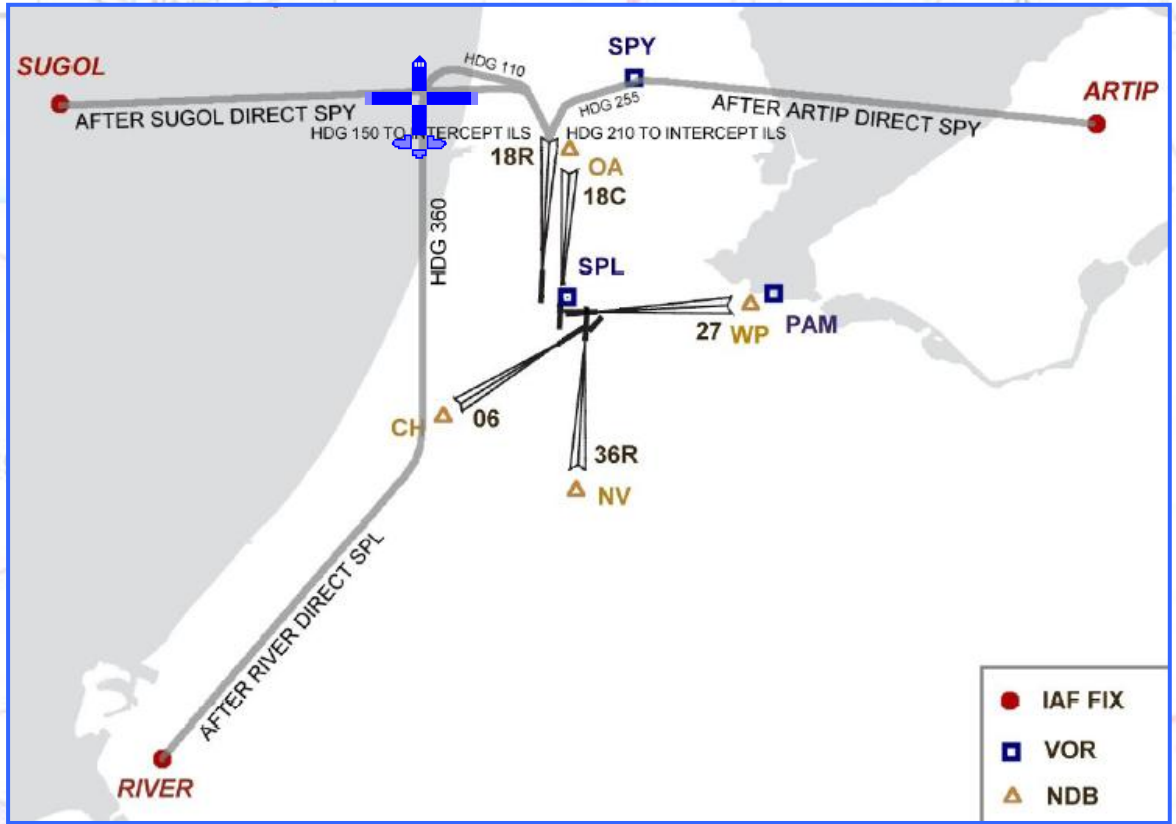 SPY
SUGOL
HDG 110
ARTIP
HDG 255
AFTER SUGOL DIRECT SPY
AFTER ARTIP DIRECT SPY
HDG 150 TO INTERCEPT ILS
HDG 210 TO INTERCEPT ILS
18R
OA
18C
HDG 360
SPL
27
WP
PAM
CH
06
36R
NV
AFTER RIVER DIRECT SPL
RIVER
IAF FIX
VOR
NDB